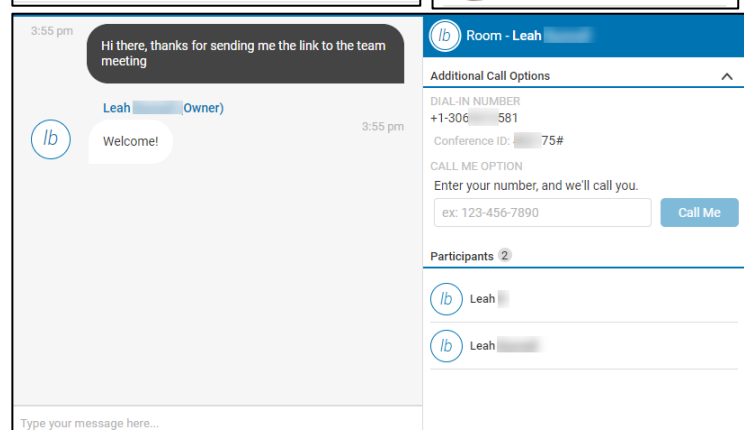 3:55 pm
Hi there, thanks for sending me the link to the team
meeting
Leah (Owner)
lb
Welcome!
3:55 pm
Type your message here...
lb
Room - Leah
Additional Call Options
DIAL-IN NUMBER
+1-306 581
Conference ID: 75#
CALL ME OPTION
Enter your number, and we'll call you.
ex: 123-456-7890
Call Me
Participants 2
lb Leah
lb Leah